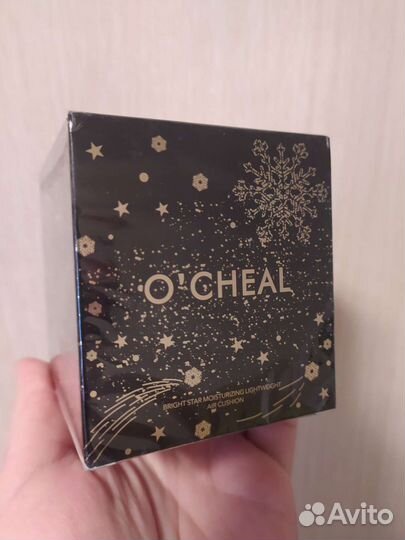 O'CHEAL
BRIGHT STAR MOISTURIZING LIGHTWEIGHT
AIR CUSHION
Avito